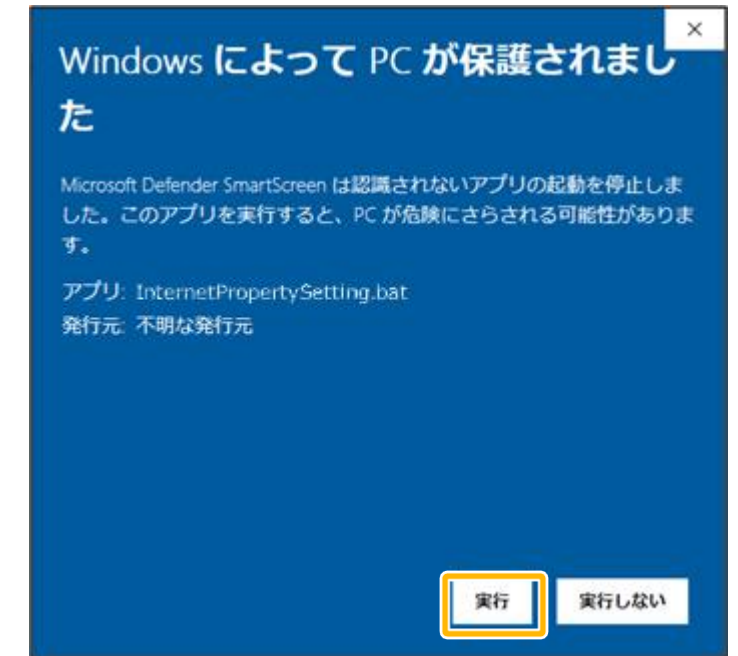 Windows によって PC が保護されまし
た
Microsoft Defender SmartScreen は認識されないアプリの起動を停止しま
した。このアプリを実行すると、PC が危険にさらされる可能性がありま
す。
アプリ: InternetPropertySetting.bat
発行元: 不明な発行元
実行 実行しない